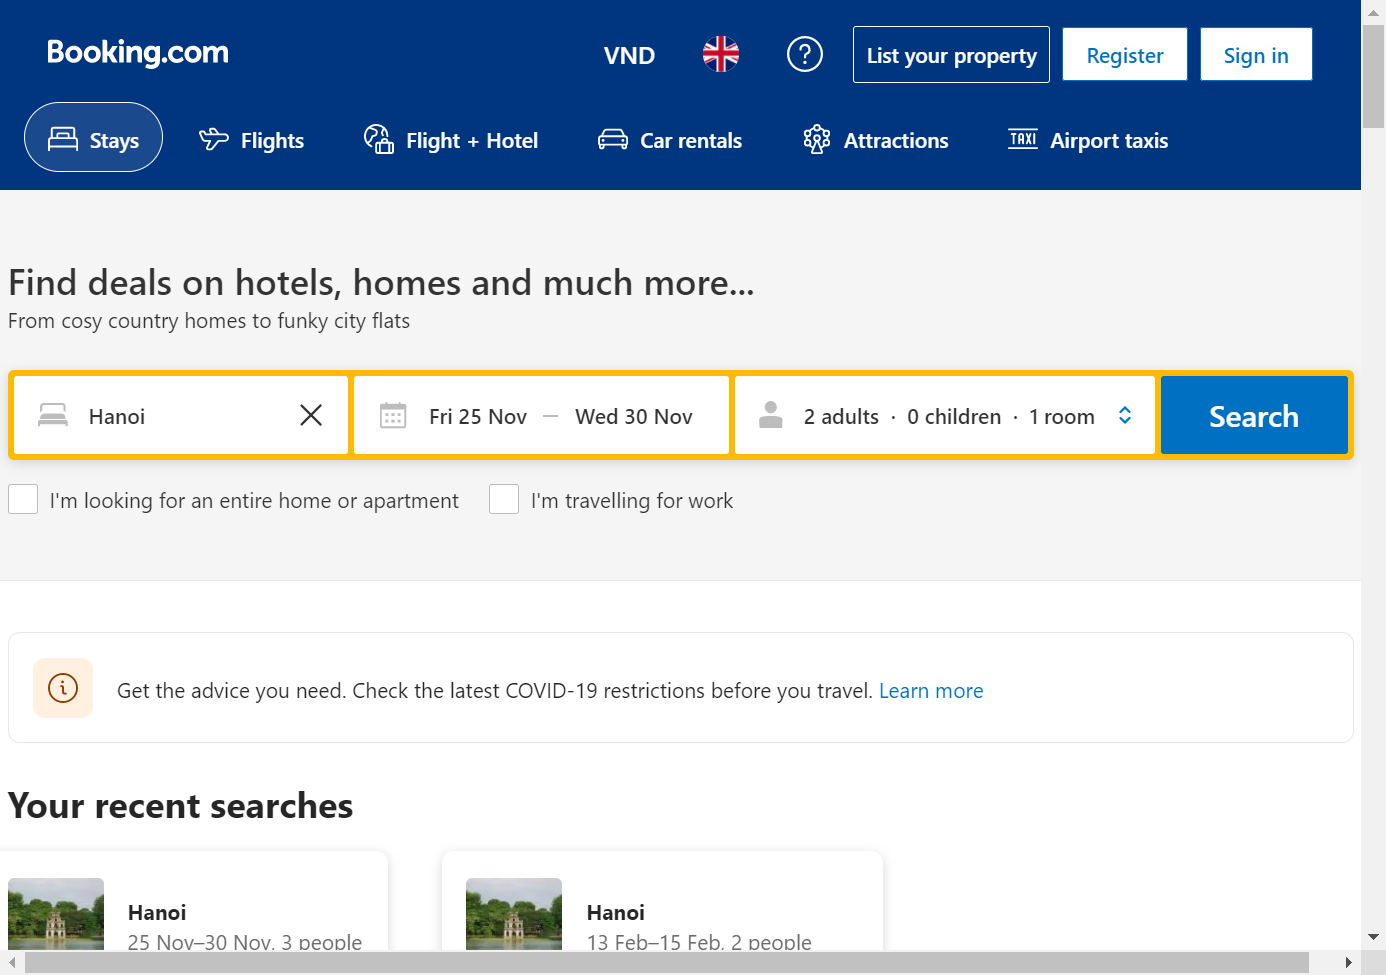 Booking.com
VND
List your property
Register
Sign in
Stays
Flights
Flight + Hotel
Car rentals
Attractions
TAXI Airport taxis
Find deals on hotels, homes and much more...
From cosy country homes to funky city flats
Hanoi
Fri 25 Nov — Wed 30 Nov
2 adults · 0 children · 1 room
Search
I'm looking for an entire home or apartment
I'm travelling for work
Get the advice you need. Check the latest COVID-19 restrictions before you travel. Learn more
Your recent searches
Hanoi
25 Nov–30 Nov, 3 people
Hanoi
13 Feb–15 Feb, 2 people